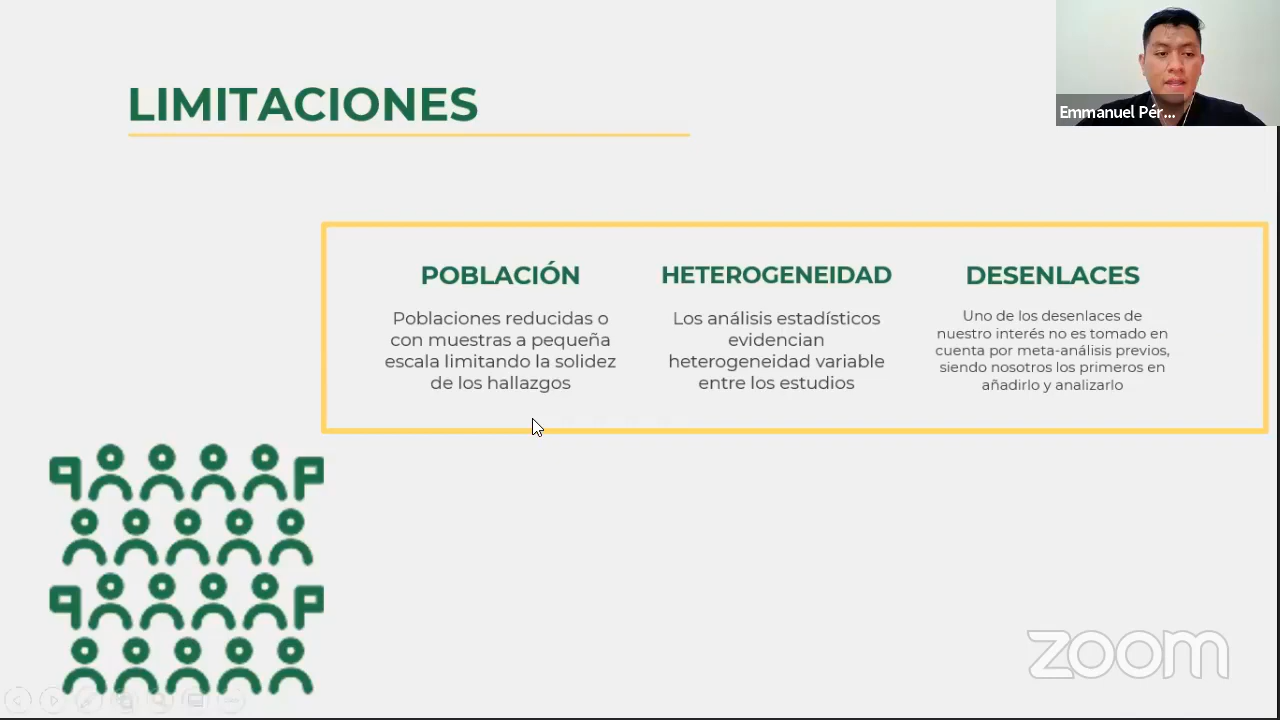 LIMITACIONES
Emmanuel Pér...
POBLACIÓN
Poblaciones reducidas o
con muestras a pequeña
escala limitando la solidez
de los hallazgos
HETEROGENEIDAD
Los análisis estadísticos
evidencian
heterogeneidad variable
entre los estudios
DESENLACES
Uno de los desenlaces de
nuestro interés no es tomado en
cuenta por meta-análisis previos,
siendo nosotros los primeros en
añadirlo y analizarlo
zoom